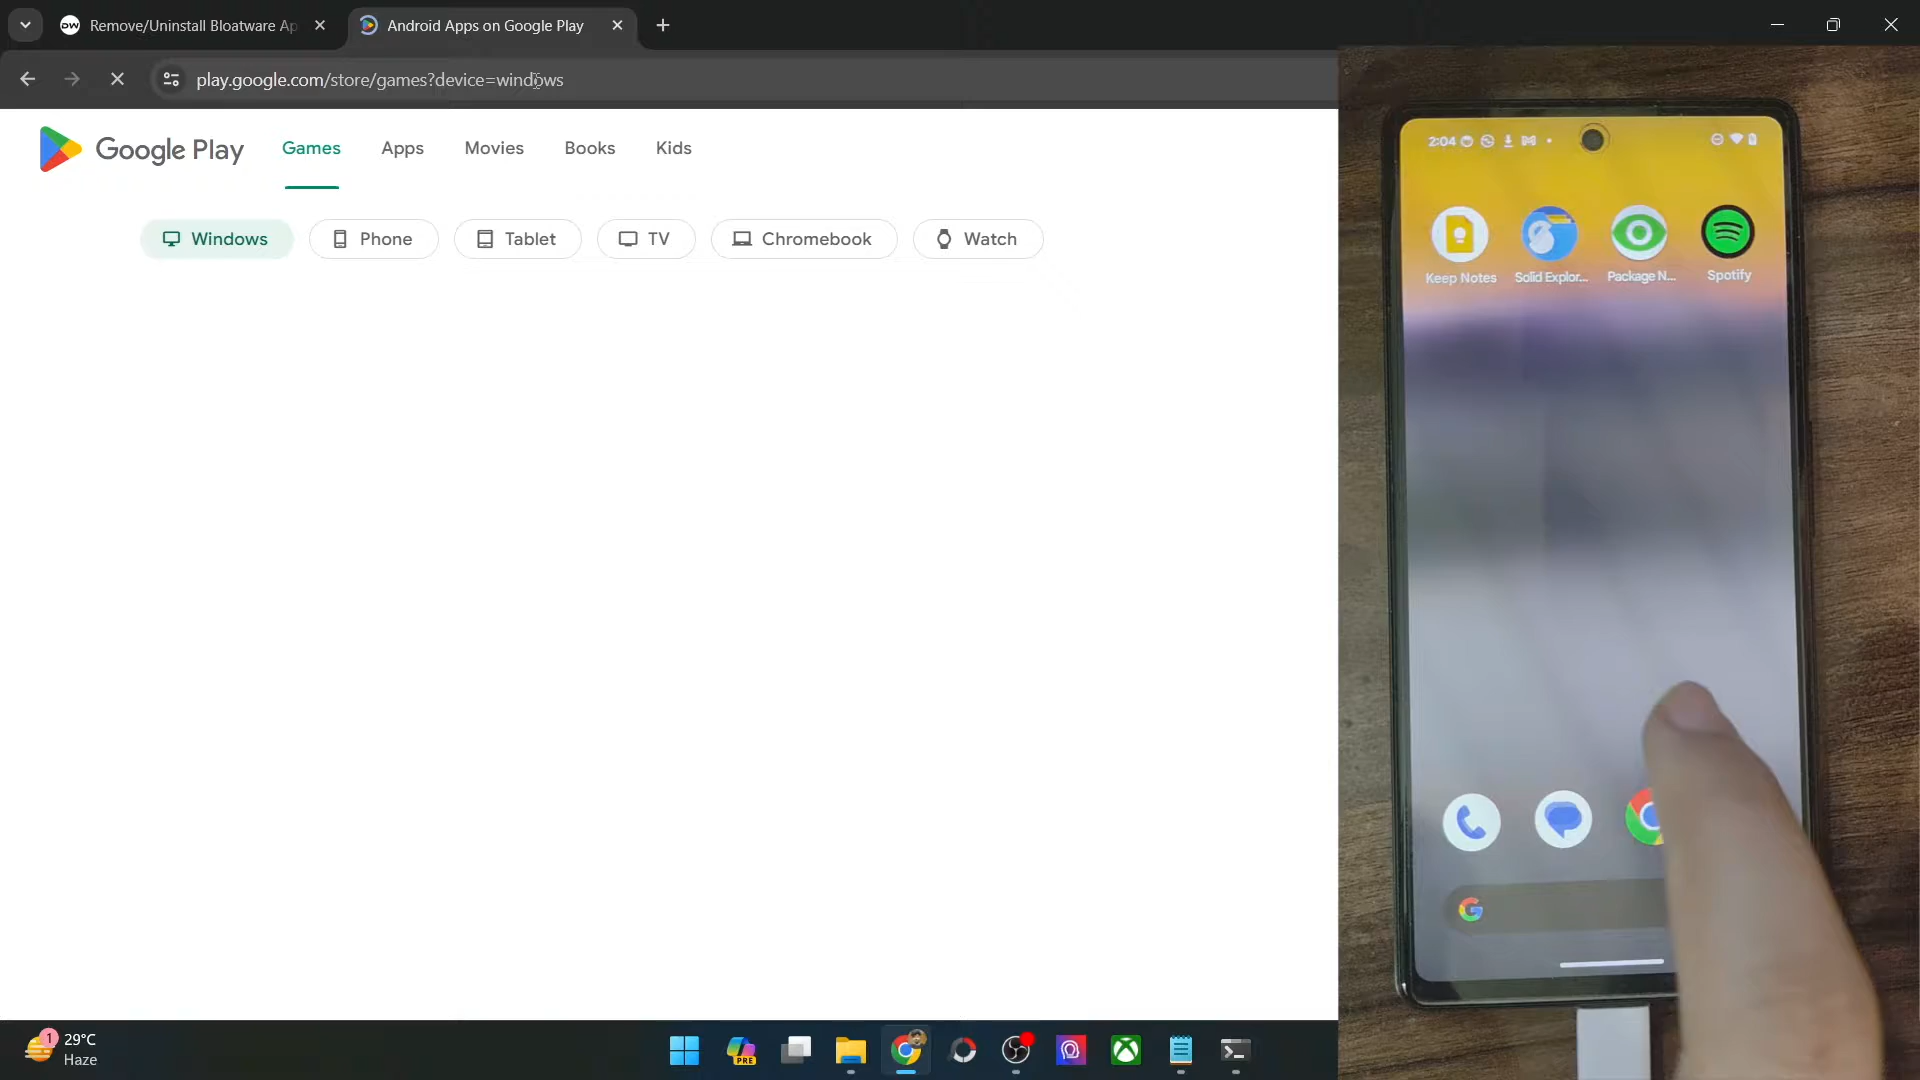 Remove/Uninstall Bloatware Ap
Android Apps on Google Play
play.google.com/store/games?device=windows
Google Play
Games
Apps
Movies
Books
Kids
Windows
Phone
Tablet
TV
Chromebook
Watch
2:04
Keep Notes
Solid Explor...
Package N...
Spotify
1
29°C
Haze
PRE